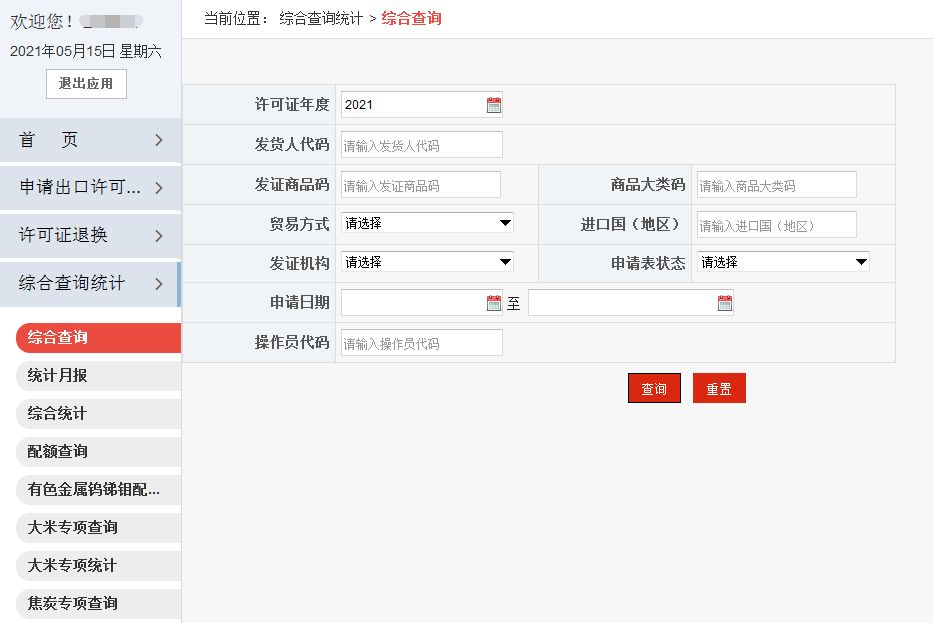 欢迎您!
2021年05月15日 星期六
退出应用
首 页
申请出口许可...
许可证退换
综合查询统计
综合查询
统计月报
综合统计
配额查询
有色金属钨锑钼配...
大米专项查询
大米专项统计
焦炭专项查询
当前位置: 综合查询统计 > 综合查询
许可证年度 2021
发货人代码 请输入发货人代码
发证商品码 请输入发证商品码 商品大类码 请输入商品大类码
贸易方式 请选择 进口国(地区) 请输入进口国(地区)
发证机构 请选择 申请表状态 请选择
申请日期 至
操作员代码 请输入操作员代码
查询 重置